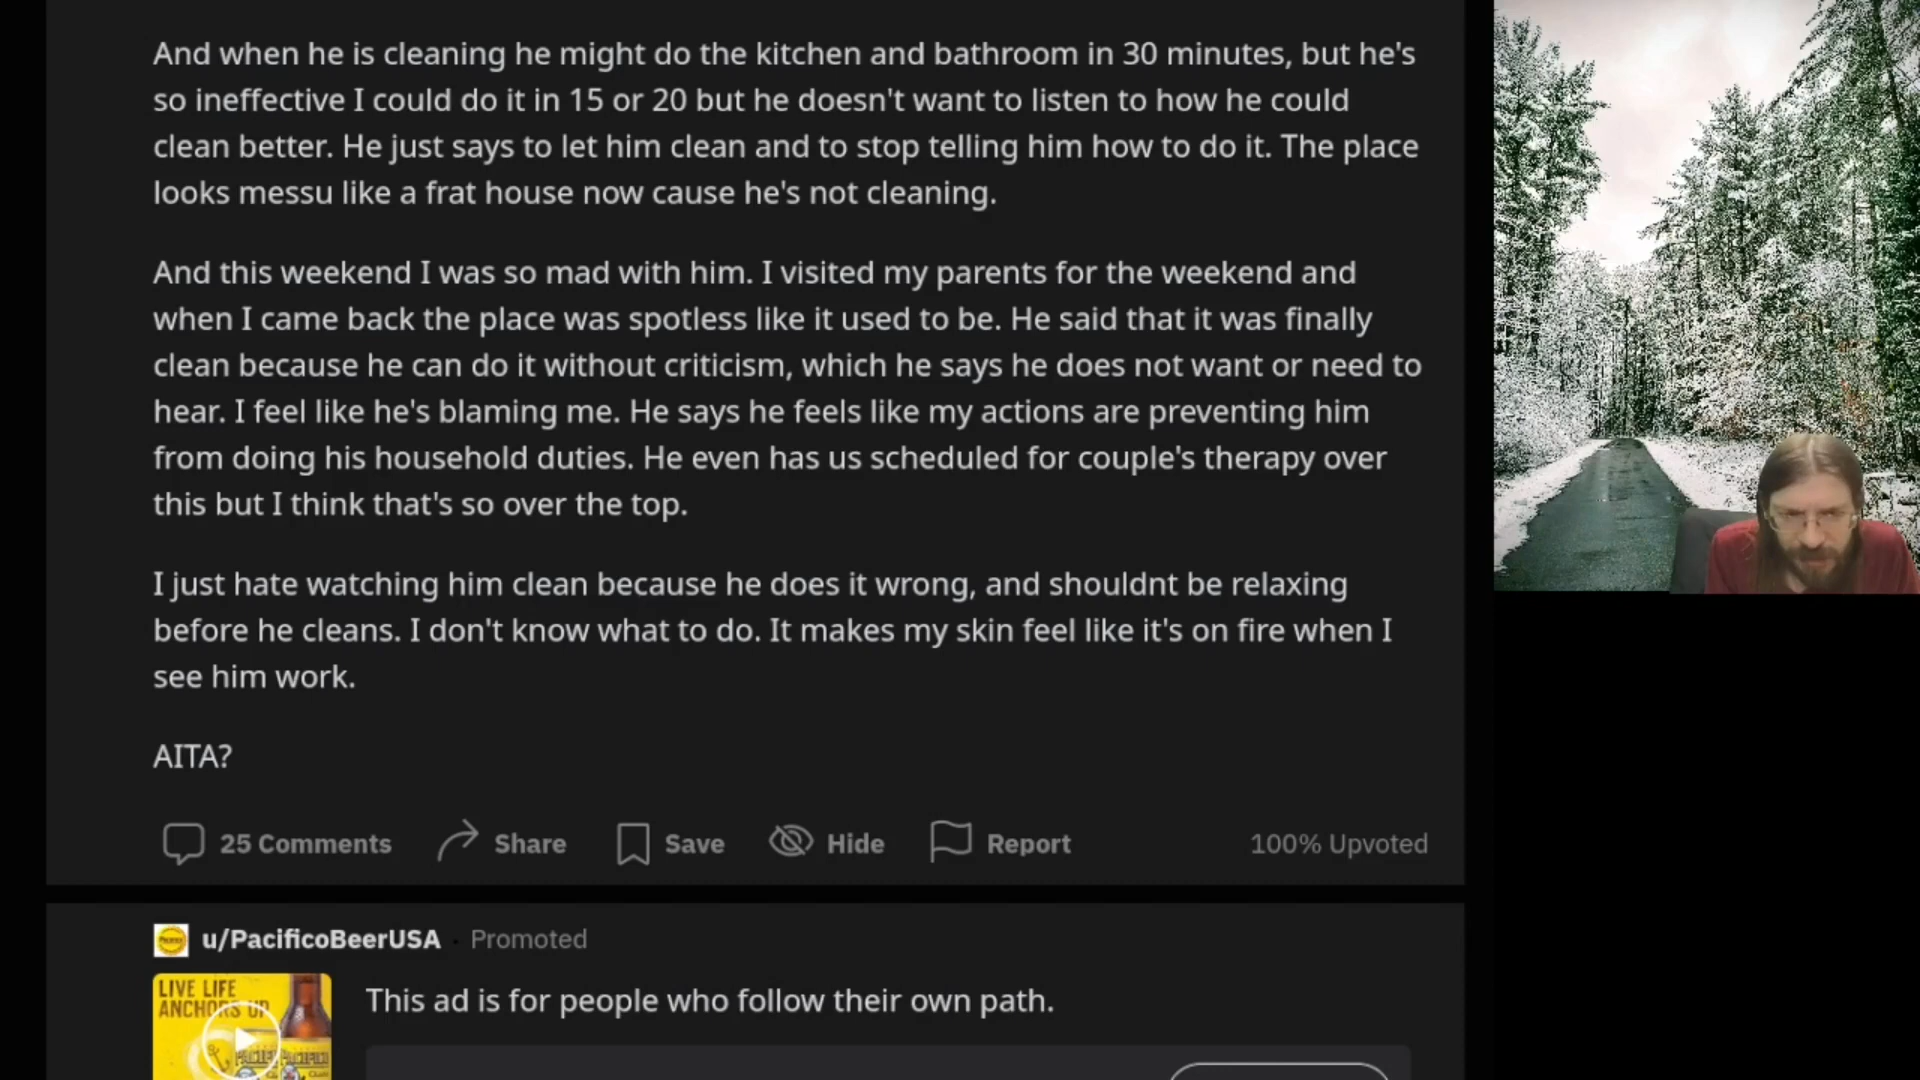 And when he is cleaning he might do the kitchen and bathroom in 30 minutes, but he's
so ineffective I could do it in 15 or 20 but he doesn't want to listen to how he could
clean better. He just says to let him clean and to stop telling him how to do it. The place
looks messu like a frat house now cause he's not cleaning.
And this weekend I was so mad with him. I visited my parents for the weekend and
when I came back the place was spotless like it used to be. He said that it was finally
clean because he can do it without criticism, which he says he does not want or need to
hear. I feel like he's blaming me. He says he feels like my actions are preventing him
from doing his household duties. He even has us scheduled for couple's therapy over
this but I think that's so over the top.
I just hate watching him clean because he does it wrong, and shouldnt be relaxing
before he cleans. I don't know what to do. It makes my skin feel like it's on fire when I
see him work.
AITA?
25 Comments Share Save Hide Report 100% Upvoted
u/PacificoBeerUSA · Promoted
LIVE LIFE
ANCHORS UP
This ad is for people who follow their own path.